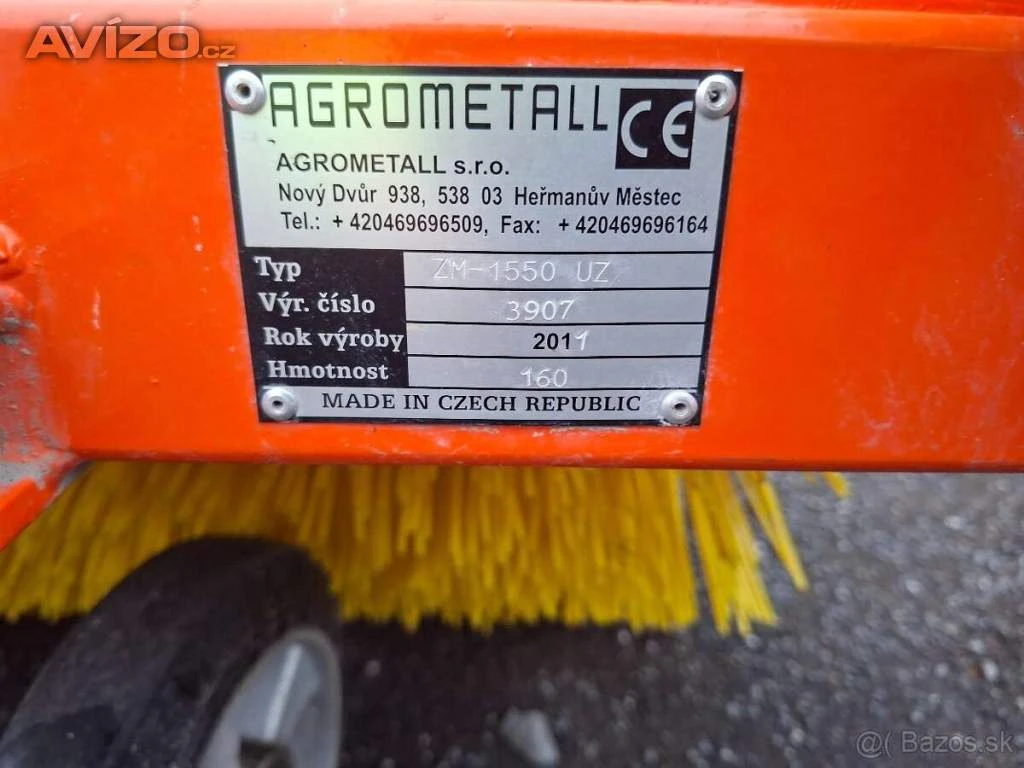 AVÍZO.cz
AGROMETALL CE
AGROMETALL s.r.o.
Nový Dvůr 938, 538 03 Heřmanův Městec
Tel.: + 420469696509, Fax: + 420469696164
Typ ZM-1550 UZ
Výr. číslo 3907
Rok výroby 2011
Hmotnost 160
MADE IN CZECH REPUBLIC
@( Bazos.sk